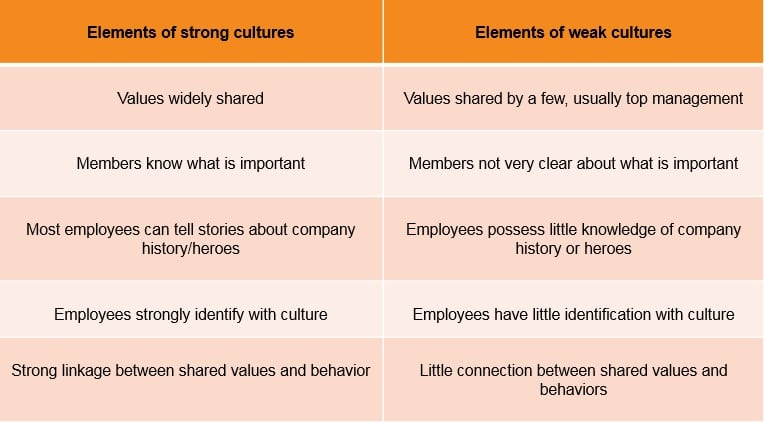 Elements of strong cultures
Elements of weak cultures
Values widely shared
Values shared by a few, usually top management
Members know what is important
Members not very clear about what is important
Most employees can tell stories about company
history/heroes
Employees possess little knowledge of company
history or heroes
Employees strongly identify with culture
Employees have little identification with culture
Strong linkage between shared values and behavior
Little connection between shared values and
behaviors